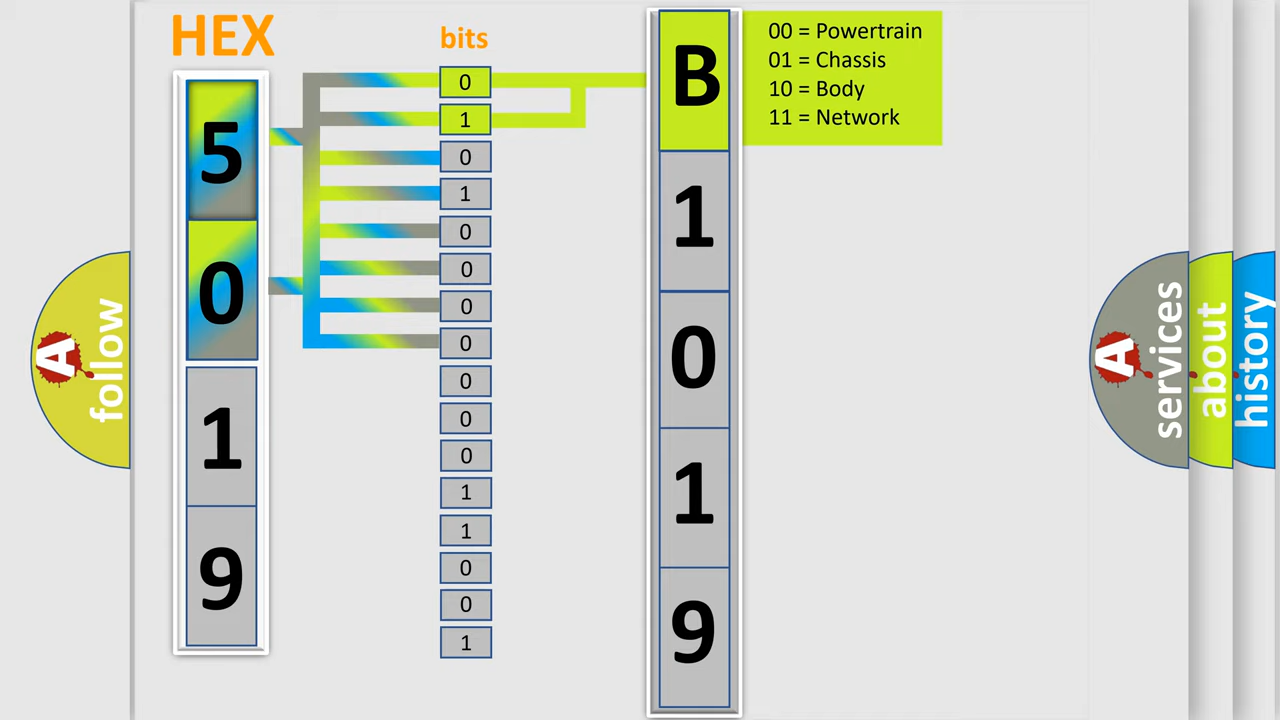 HEX
bits
5
0
1
9
0
1
0
1
0
0
0
0
0
0
0
1
1
0
0
1
B
1
0
1
9
00 = Powertrain
01 = Chassis
10 = Body
11 = Network
A
follow
A
services
about
history